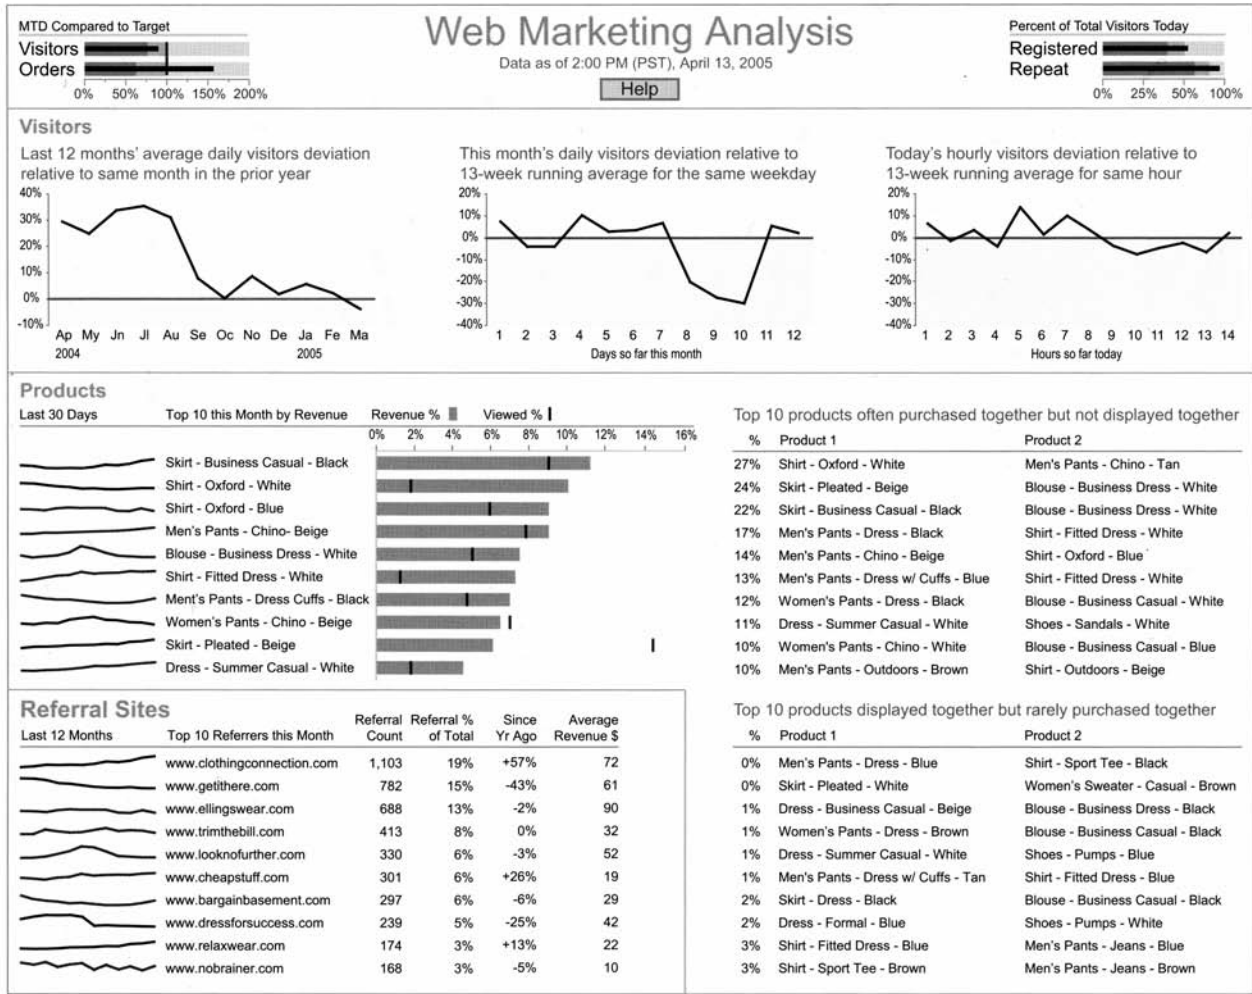 MTD Compared to Target
Visitors
Orders
0% 50% 100% 150% 200%
Web Marketing Analysis
Data as of 2:00 PM (PST), April 13, 2005
Help
Percent of Total Visitors Today
Registered
Repeat
0% 25% 50% 100%
Visitors
Last 12 months' average daily visitors deviation
relative to same month in the prior year
40%
30%
20%
10%
0%
-10%
Ap My Jn Jl Au Se Oc No De Ja Fe Ma
2004 2005
This month's daily visitors deviation relative to
13-week running average for the same weekday
20%
10%
0%
-10%
-20%
-30%
-40%
1 2 3 4 5 6 7 8 9 10 11 12
Days so far this month
Today's hourly visitors deviation relative to
13-week running average for same hour
20%
10%
0%
-10%
-20%
-30%
-40%
1 2 3 4 5 6 7 8 9 10 11 12 13 14
Hours so far today
Products
Last 30 Days Top 10 this Month by Revenue Revenue % Viewed %
0% 2% 4% 6% 8% 10% 12% 14% 16%
Skirt - Business Casual - Black
Shirt - Oxford - White
Shirt - Oxford - Blue
Men's Pants - Chino- Beige
Blouse - Business Dress - White
Shirt - Fitted Dress - White
Ment's Pants - Dress Cuffs - Black
Women's Pants - Chino - Beige
Skirt - Pleated - Beige
Dress - Summer Casual - White
Top 10 products often purchased together but not displayed together
% Product 1 Product 2
27% Shirt - Oxford - White Men's Pants - Chino - Tan
24% Skirt - Pleated - Beige Blouse - Business Dress - White
22% Skirt - Business Casual - Black Blouse - Business Dress - White
17% Men's Pants - Dress - Black Shirt - Fitted Dress - White
14% Men's Pants - Chino - Beige Shirt - Oxford - Blue
13% Men's Pants - Dress w/ Cuffs - Blue Shirt - Fitted Dress - White
12% Women's Pants - Dress - Black Blouse - Business Casual - White
11% Dress - Summer Casual - White Shoes - Sandals - White
10% Women's Pants - Chino - White Blouse - Business Casual - Blue
10% Men's Pants - Outdoors - Brown Shirt - Outdoors - Beige
Referral Sites
Last 12 Months Top 10 Referrers this Month Referral Count Referral % of Total Since Yr Ago Average Revenue $
www.clothingconnection.com 1,103 19% +57% 72
www.getithere.com 782 15% -43% 61
www.ellingswear.com 688 13% -2% 90
www.trimthebill.com 413 8% 0% 32
www.looknofurther.com 330 6% -3% 52
www.cheapstuff.com 301 6% +26% 19
www.bargainbasement.com 297 6% -6% 29
www.dressforsuccess.com 239 5% -25% 42
www.relaxwear.com 174 3% +13% 22
www.nobrainer.com 168 3% -5% 10
Top 10 products displayed together but rarely purchased together
% Product 1 Product 2
0% Men's Pants - Dress - Blue Shirt - Sport Tee - Black
0% Skirt - Pleated - White Women's Sweater - Casual - Brown
1% Dress - Business Casual - Beige Blouse - Business Dress - Black
1% Women's Pants - Dress - Brown Blouse - Business Casual - Black
1% Dress - Summer Casual - White Shoes - Pumps - Blue
1% Men's Pants - Dress w/ Cuffs - Tan Shirt - Fitted Dress - Blue
2% Skirt - Dress - Black Blouse - Business Casual - Black
2% Dress - Formal - Blue Shoes - Pumps - White
3% Shirt - Fitted Dress - Blue Men's Pants - Jeans - Blue
3% Shirt - Sport Tee - Brown Men's Pants - Jeans - Brown